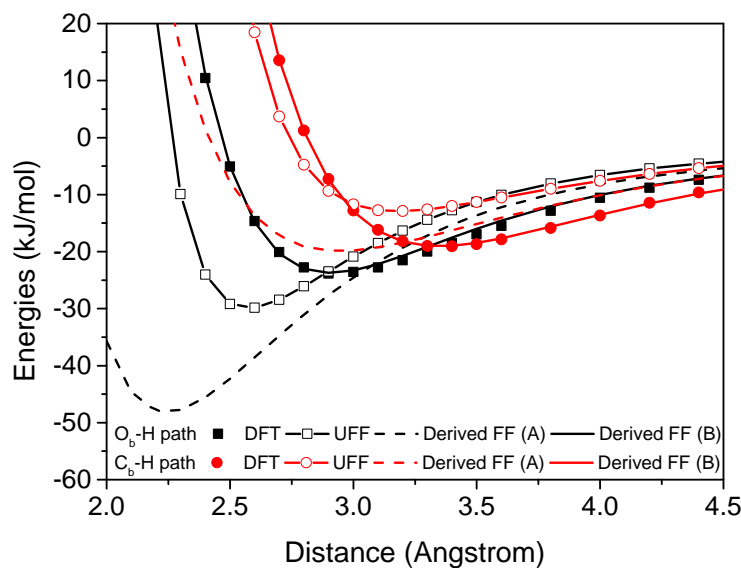 20
10
0
-10
-20
-30
-40
-50
-60
Energies (kJ/mol)
O_b-H path DFT UFF Derived FF (A) Derived FF (B)
C_b-H path DFT UFF Derived FF (A) Derived FF (B)
2.0 2.5 3.0 3.5 4.0 4.5
Distance (Angstrom)